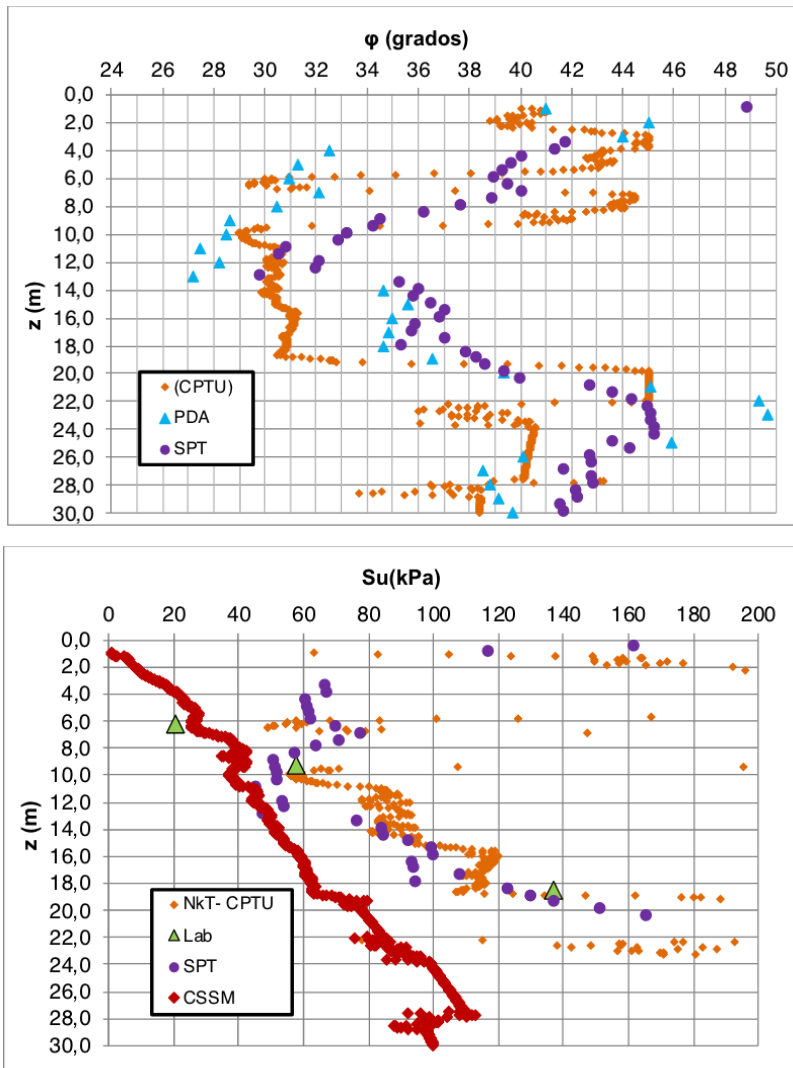 φ (grados)
24 26 28 30 32 34 36 38 40 42 44 46 48 50
0,0
2,0
4,0
6,0
8,0
10,0
12,0
14,0
16,0
18,0
20,0
22,0
24,0
26,0
28,0
30,0
z (m)
(CPTU)
PDA
SPT
Su(kPa)
0 20 40 60 80 100 120 140 160 180 200
0,0
2,0
4,0
6,0
8,0
10,0
12,0
14,0
16,0
18,0
20,0
22,0
24,0
26,0
28,0
30,0
z (m)
NkT- CPTU
Lab
SPT
CSSM